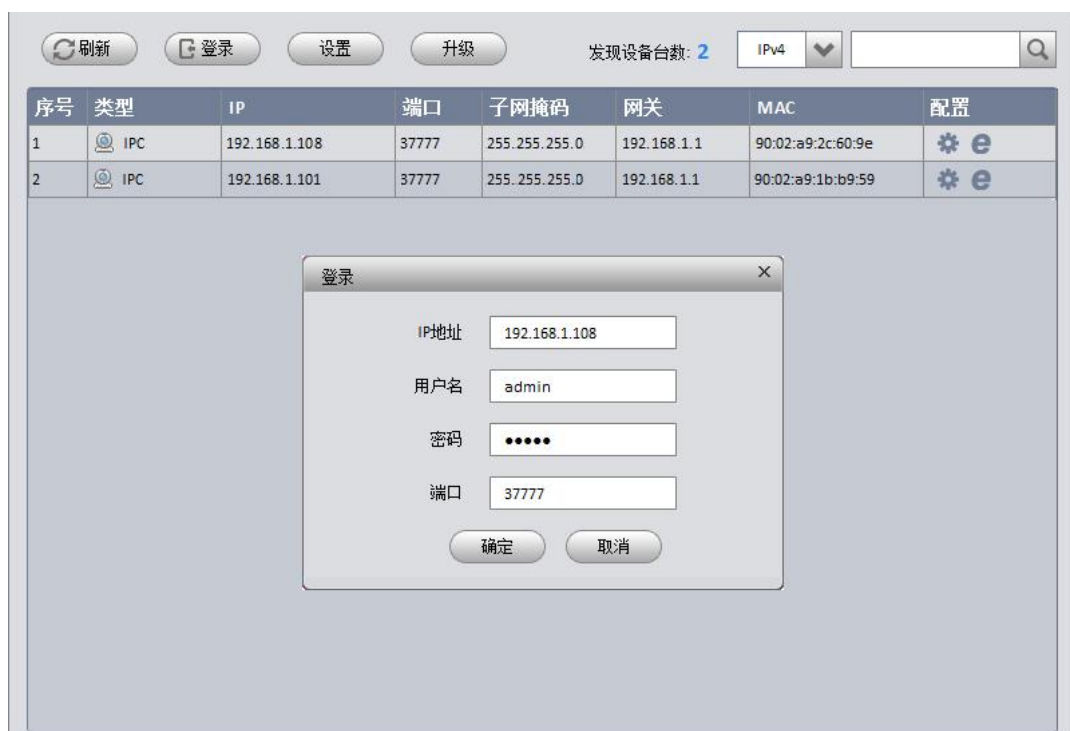 刷新 登录 设置 升级 发现设备台数: 2 IPv4
序号 类型 IP 端口 子网掩码 网关 MAC 配置
1 IPC 192.168.1.108 37777 255.255.255.0 192.168.1.1 90:02:a9:2c:60:9e
2 IPC 192.168.1.101 37777 255.255.255.0 192.168.1.1 90:02:a9:1b:b9:59
登录
IP地址 192.168.1.108
用户名 admin
密码 •••••
端口 37777
确定 取消